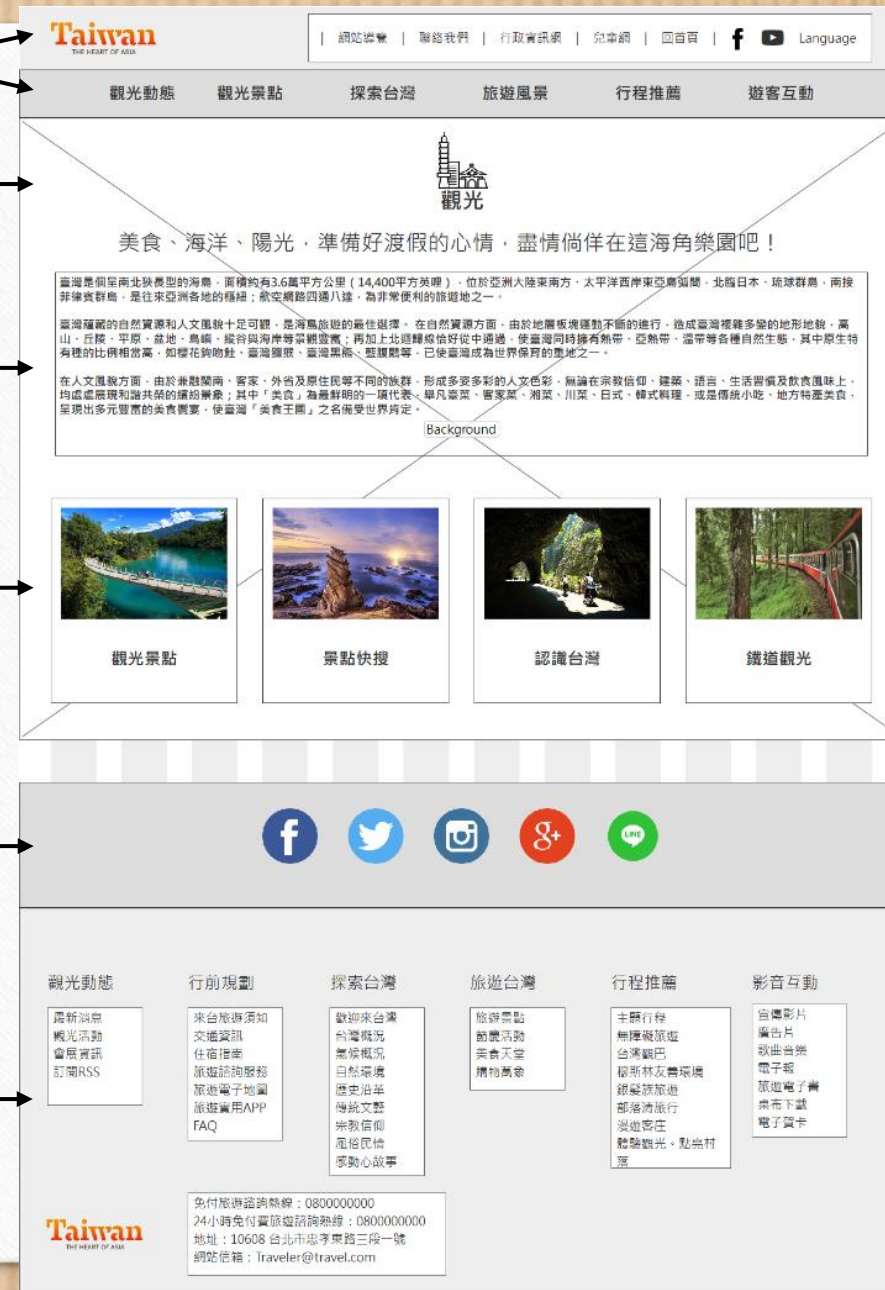 Taiwan
THE HEART OF ASIA
| 網站導覽 | 聯絡我們 | 行政資訊網 | 兒童網 | 回首頁 | Language
觀光動態 觀光景點 探索台灣 旅遊風景 行程推薦 遊客互動
觀光
美食、海洋、陽光，準備好渡假的心情，盡情倘佯在這海角樂園吧！
臺灣是個呈南北狹長型的海島，面積約有3.6萬平方公里（14,400平方英哩），位於亞洲大陸東南方、太平洋西岸東亞島弧間，北臨日本、琉球群島，南接
菲律賓群島，是往來亞洲各地的樞紐；航空網路四通八達，為非常便利的旅遊地之一。
臺灣蘊藏的自然資源和人文風貌十足可觀，是海島旅遊的最佳選擇。在自然資源方面，由於地層板塊運動不斷的進行，造成臺灣複雜多變的地形地貌，高
山、丘陵、平原、盆地、島嶼、縱谷與海岸等景觀豐富；再加上北迴歸線恰好從中通過，使臺灣同時擁有熱帶、亞熱帶、溫帶等各種自然生態，其中原生特
有種的比例相當高，如櫻花鉤吻鮭、臺灣獼猴、臺灣黑熊、藍腹鷴等，已使臺灣成為世界保育的重地之一。
在人文風貌方面，由於兼融閩南、客家、外省及原住民等不同的族群，形成多姿多彩的人文色彩，無論在宗教信仰、建築、語言、生活習慣及飲食風味上，
均處處展現和諧共榮的繽紛景象；其中「美食」為最鮮明的一項代表，舉凡臺菜、客家菜、湘菜、川菜、日式、韓式料理，或是傳統小吃、地方特產美食，
呈現出多元豐富的美食饗宴，使臺灣「美食王國」之名備受世界肯定。
Background
觀光景點 景點快搜 認識台灣 鐵道觀光
LINE
觀光動態
最新消息
觀光活動
會展資訊
訂閱RSS
行前規劃
來台旅遊須知
交通資訊
住宿指南
旅遊諮詢服務
旅遊電子地圖
旅遊實用APP
FAQ
探索台灣
歡迎來台灣
台灣概況
氣候概況
自然環境
歷史沿革
傳統文藝
宗教信仰
風俗民情
感動心故事
旅遊台灣
旅遊景點
節慶活動
美食天堂
購物萬象
行程推薦
主題行程
無障礙旅遊
台灣觀巴
穆斯林友善環境
銀髮族旅遊
部落清旅行
漫遊客庄
體驗觀光。點亮村
落
影音互動
宣傳影片
廣告片
歌曲音樂
電子報
旅遊電子書
桌布下載
電子賀卡
Taiwan
THE HEART OF ASIA
免付旅遊諮詢熱線：0800000000
24小時免付費旅遊諮詢熱線：0800000000
地址：10608 台北市忠孝東路三段一號
網站信箱：Traveler@travel.com